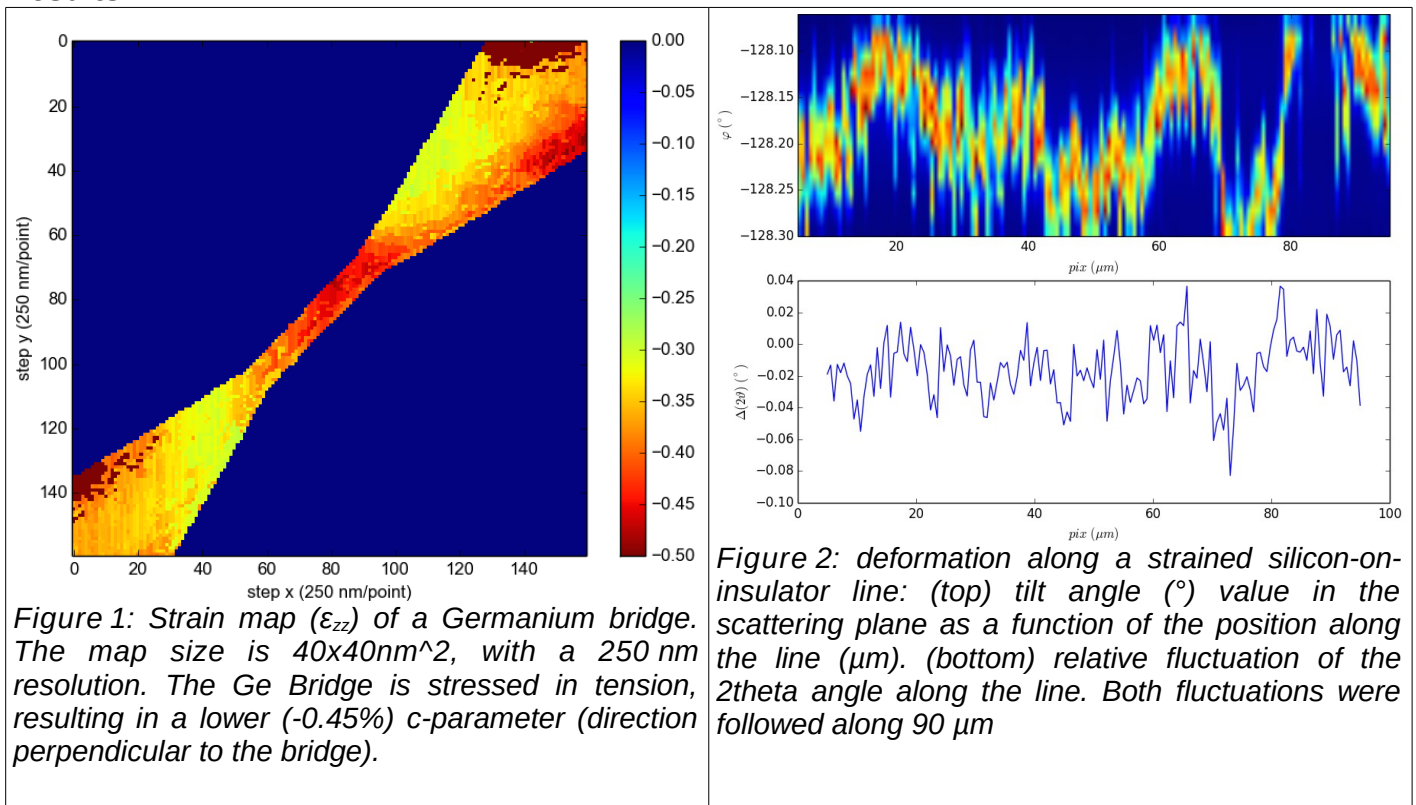 0
20
40
60
80
100
120
140
step y (250 nm/point)
0 20 40 60 80 100 120 140
step x (250 nm/point)
0.00
−0.05
−0.10
−0.15
−0.20
−0.25
−0.30
−0.35
−0.40
−0.45
−0.50
Figure 1: Strain map (εzz) of a Germanium bridge.
The map size is 40x40nm^2, with a 250 nm
resolution. The Ge Bridge is stressed in tension,
resulting in a lower (-0.45%) c-parameter (direction
perpendicular to the bridge).
−128.10
−128.15
−128.20
−128.25
−128.30
φ (°)
20 40 60 80
pix (μm)
0.04
0.02
0.00
−0.02
−0.04
−0.06
−0.08
−0.10
Δ(2ϑ) (°)
0 20 40 60 80 100
pix (μm)
Figure 2: deformation along a strained silicon-on-
insulator line: (top) tilt angle (°) value in the
scattering plane as a function of the position along
the line (μm). (bottom) relative fluctuation of the
2theta angle along the line. Both fluctuations were
followed along 90 μm